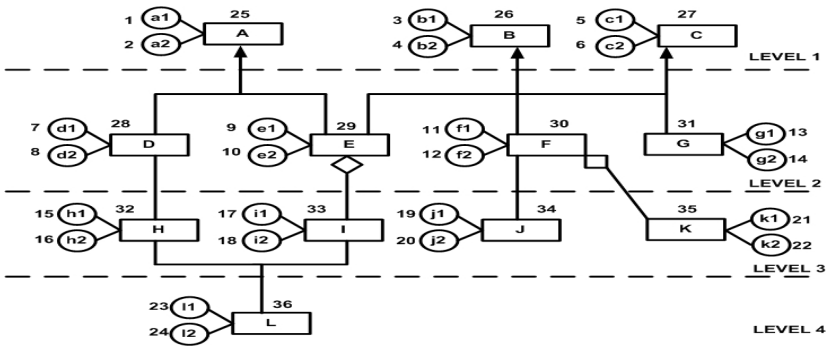 1 a1 25 A
2 a2
3 b1 26 B
4 b2
5 c1 27 C
6 c2
LEVEL 1
7 d1 28 D
8 d2
9 e1 29 E
10 e2
11 f1 30 F
12 f2
31 G g1 13
g2 14
LEVEL 2
15 h1 32 H
16 h2
17 i1 33 I
18 i2
19 j1 34 J
20 j2
35 K k1 21
k2 22
LEVEL 3
23 l1 36 L
24 l2
LEVEL 4